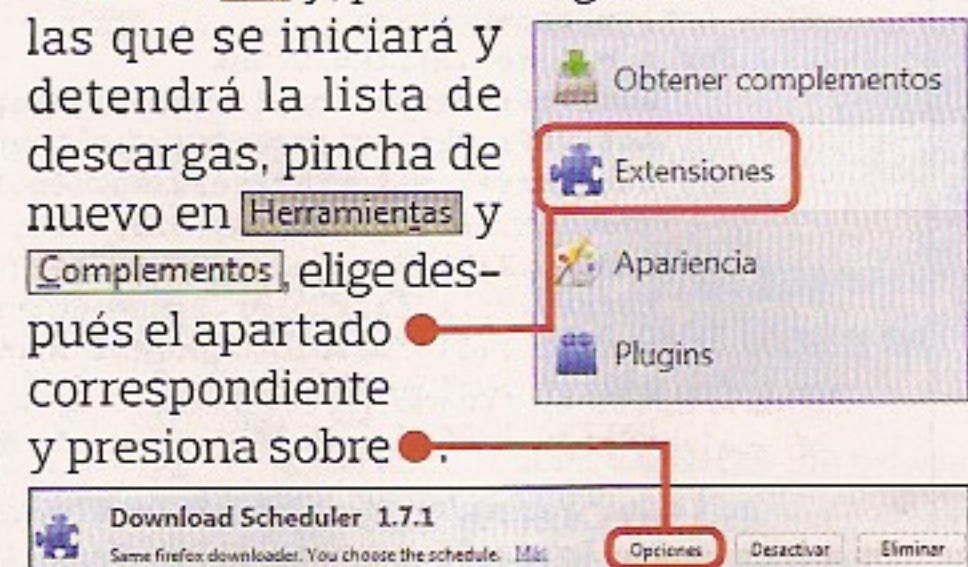 las que se iniciará y
detendrá la lista de
descargas, pincha de
nuevo en Herramientas y
Complementos, elige des-
pués el apartado
correspondiente
y presiona sobre .
Obtener complementos
Extensiones
Apariencia
Plugins
Download Scheduler 1.7.1
Same firefox downloader. You choose the schedule. Más
Opciones Desactivar Eliminar